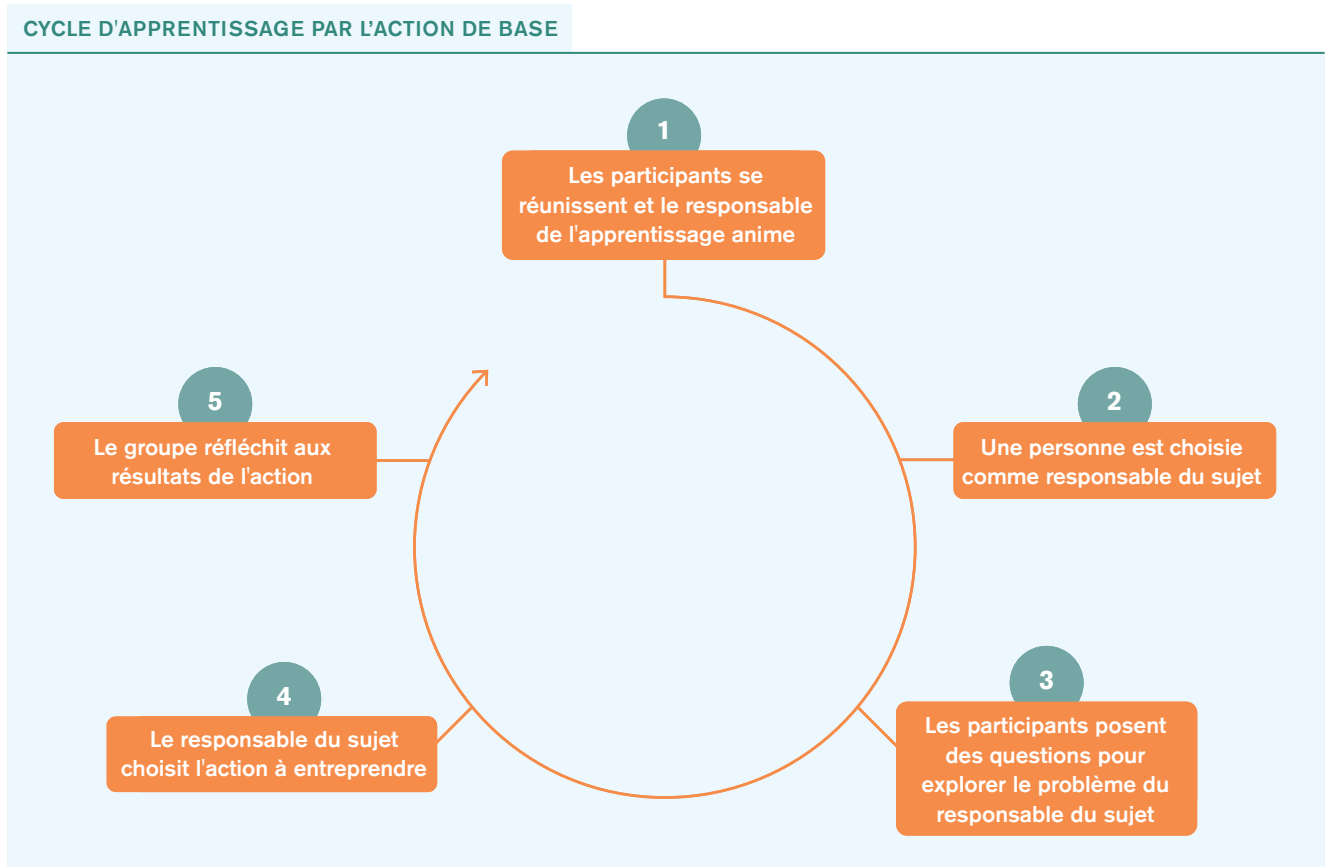 CYCLE D'APPRENTISSAGE PAR L’ACTION DE BASE
1
Les participants se
réunissent et le responsable
de l'apprentissage anime
2
Une personne est choisie
comme responsable du sujet
3
Les participants posent
des questions pour
explorer le problème du
responsable du sujet
4
Le responsable du sujet
choisit l'action à entreprendre
5
Le groupe réfléchit aux
résultats de l'action